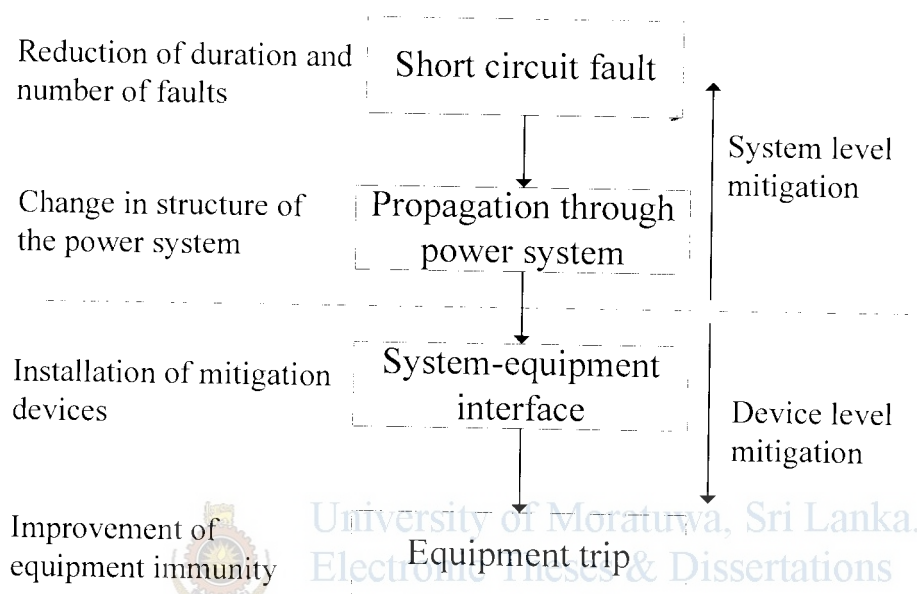 Reduction of duration and
number of faults
Short circuit fault
System level
mitigation
Change in structure of
the power system
Propagation through
power system
Installation of mitigation
devices
System-equipment
interface
Device level
mitigation
Improvement of
equipment immunity
Equipment trip
University of Moratuwa, Sri Lanka.
Electronic Theses & Dissertations